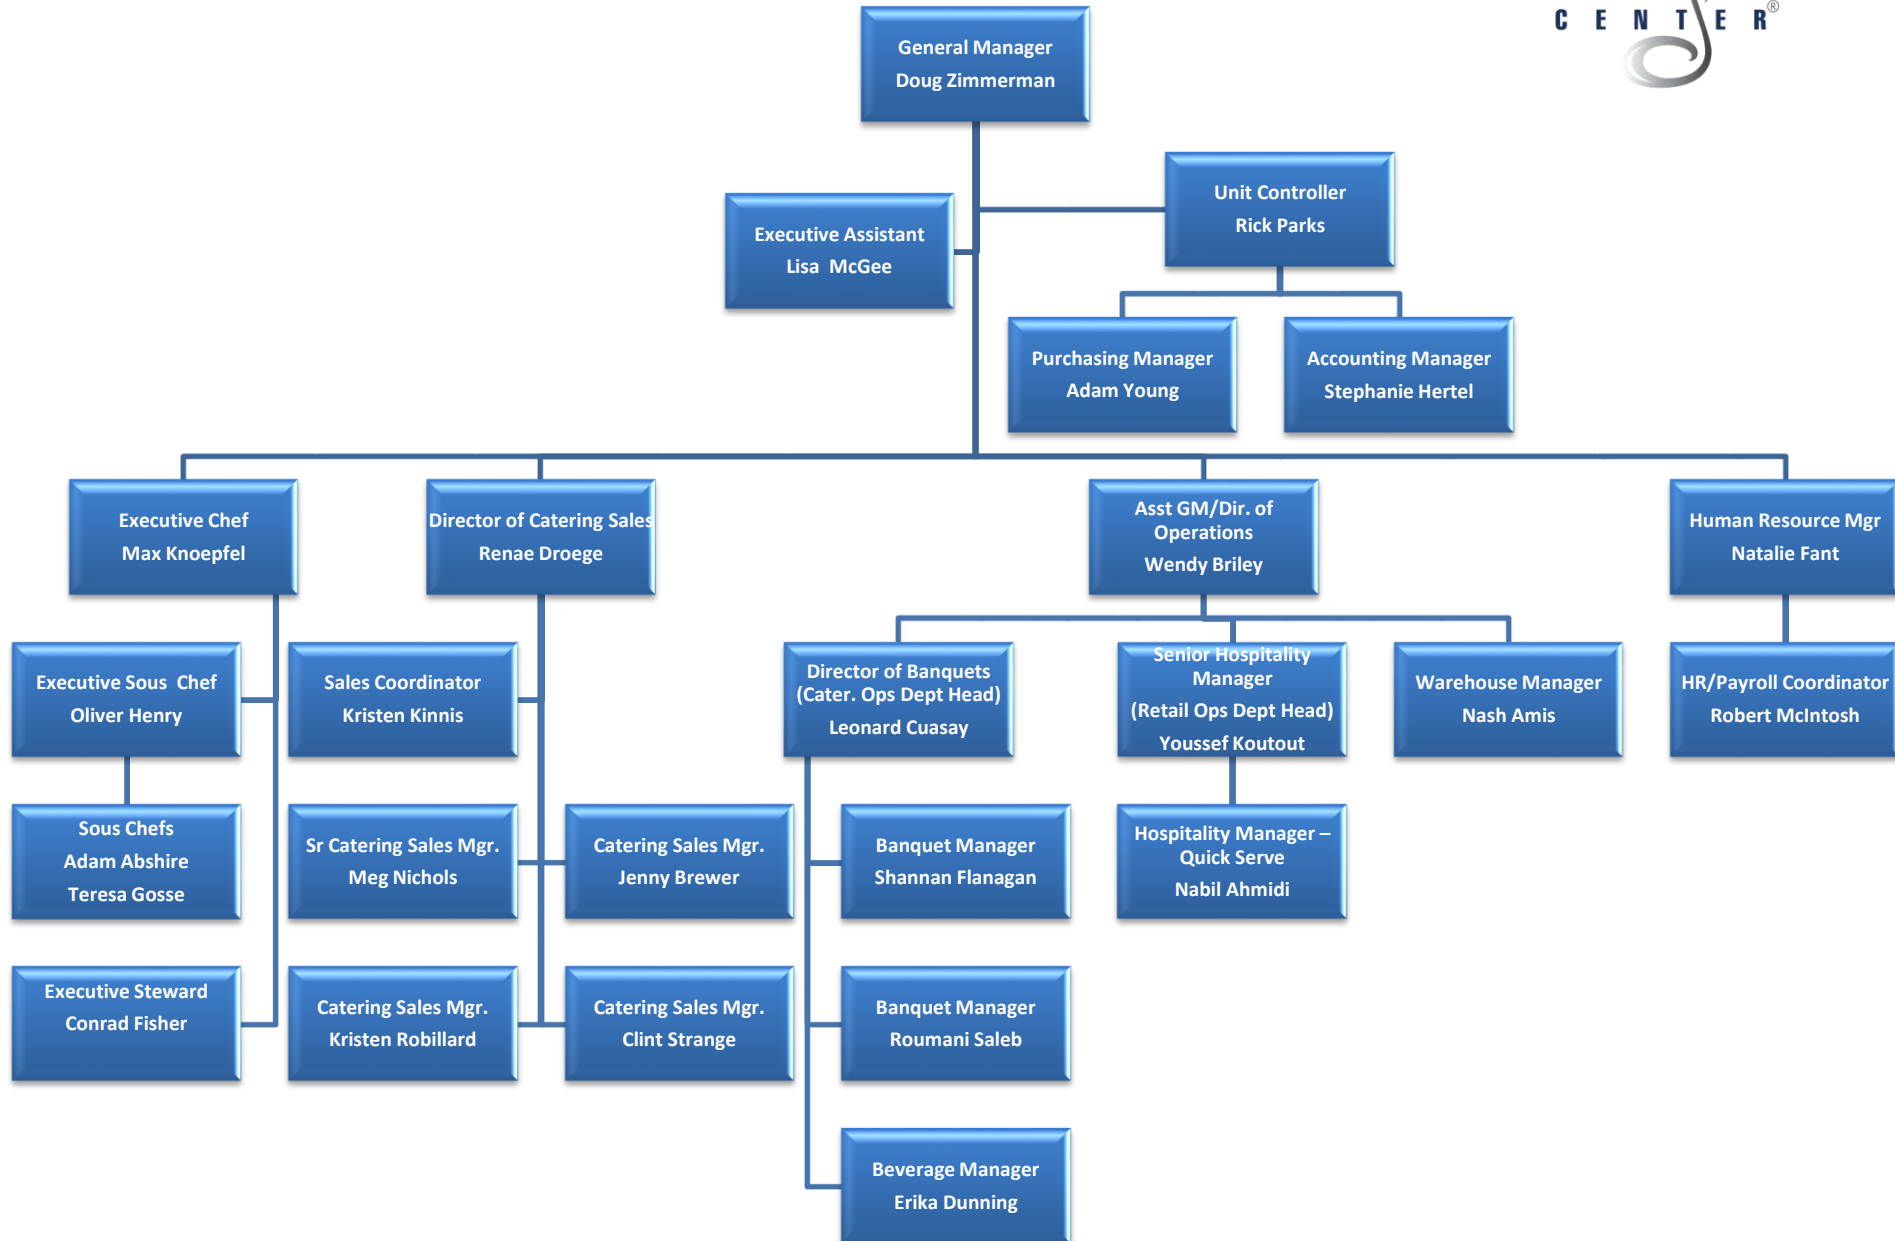 C E N T E R®
General Manager
Doug Zimmerman
Unit Controller
Rick Parks
Executive Assistant
Lisa  McGee
Purchasing Manager
Adam Young
Accounting Manager
Stephanie Hertel
Executive Chef
Max Knoepfel
Director of Catering Sales
Renae Droege
Asst GM/Dir. of
Operations
Wendy Briley
Human Resource Mgr
Natalie Fant
Executive Sous  Chef
Oliver Henry
Sales Coordinator
Kristen Kinnis
Director of Banquets
(Cater. Ops Dept Head)
Leonard Cuasay
Senior Hospitality
Manager
(Retail Ops Dept Head)
Youssef Koutout
Warehouse Manager
Nash Amis
HR/Payroll Coordinator
Robert McIntosh
Sous Chefs
Adam Abshire
Teresa Gosse
Sr Catering Sales Mgr.
Meg Nichols
Catering Sales Mgr.
Jenny Brewer
Banquet Manager
Shannan Flanagan
Hospitality Manager –
Quick Serve
Nabil Ahmidi
Executive Steward
Conrad Fisher
Catering Sales Mgr.
Kristen Robillard
Catering Sales Mgr.
Clint Strange
Banquet Manager
Roumani Saleb
Beverage Manager
Erika Dunning